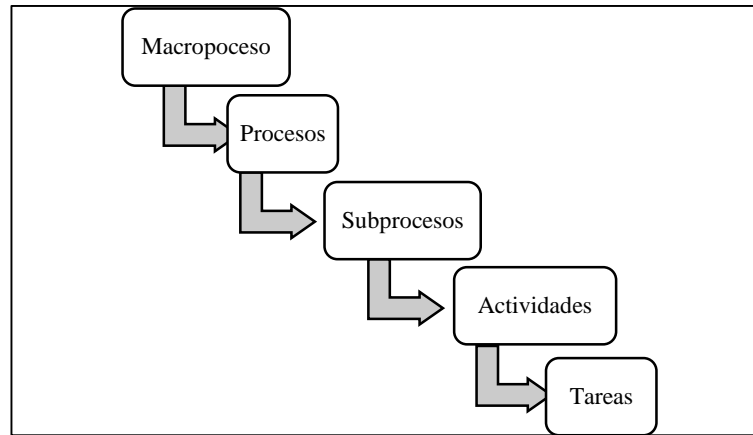 Macropoceso
Procesos
Subprocesos
Actividades
Tareas